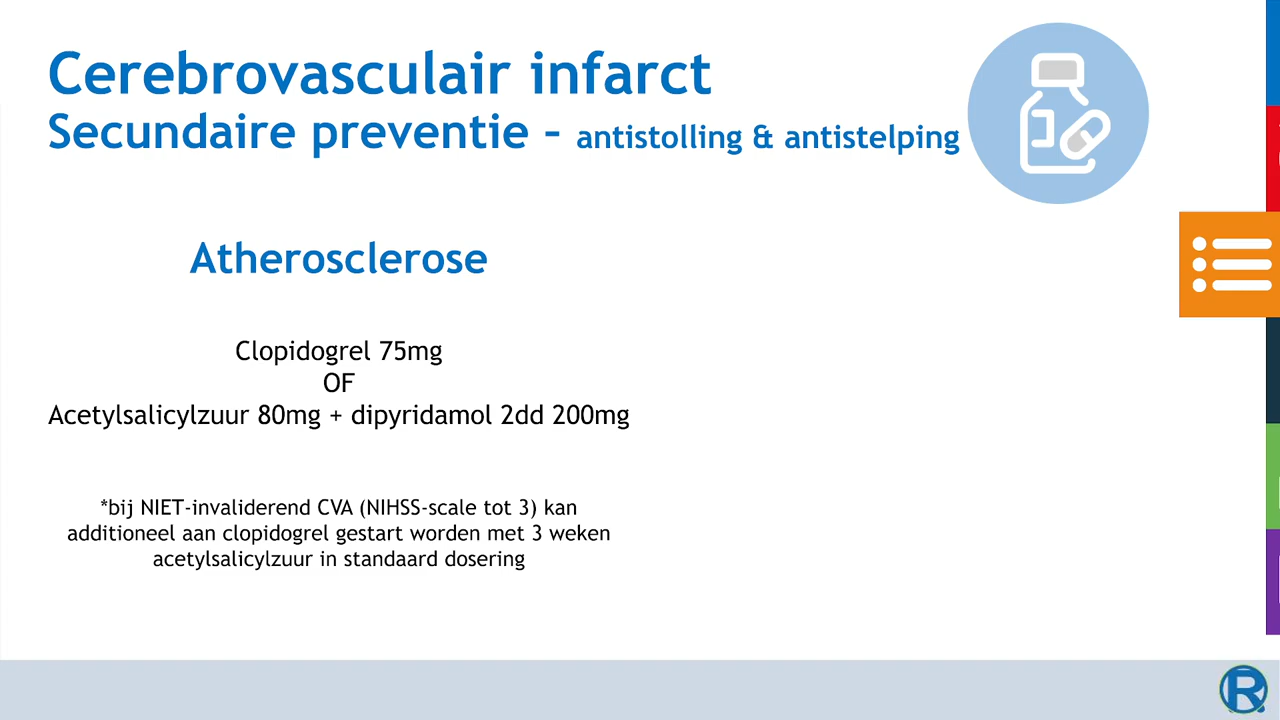 Cerebrovasculair infarct
Secundaire preventie – antistolling & antistelping
Atherosclerose
Clopidogrel 75mg
OF
Acetylsalicylzuur 80mg + dipyridamol 2dd 200mg
*bij NIET-invaliderend CVA (NIHSS-scale tot 3) kan
additioneel aan clopidogrel gestart worden met 3 weken
acetylsalicylzuur in standaard dosering
R